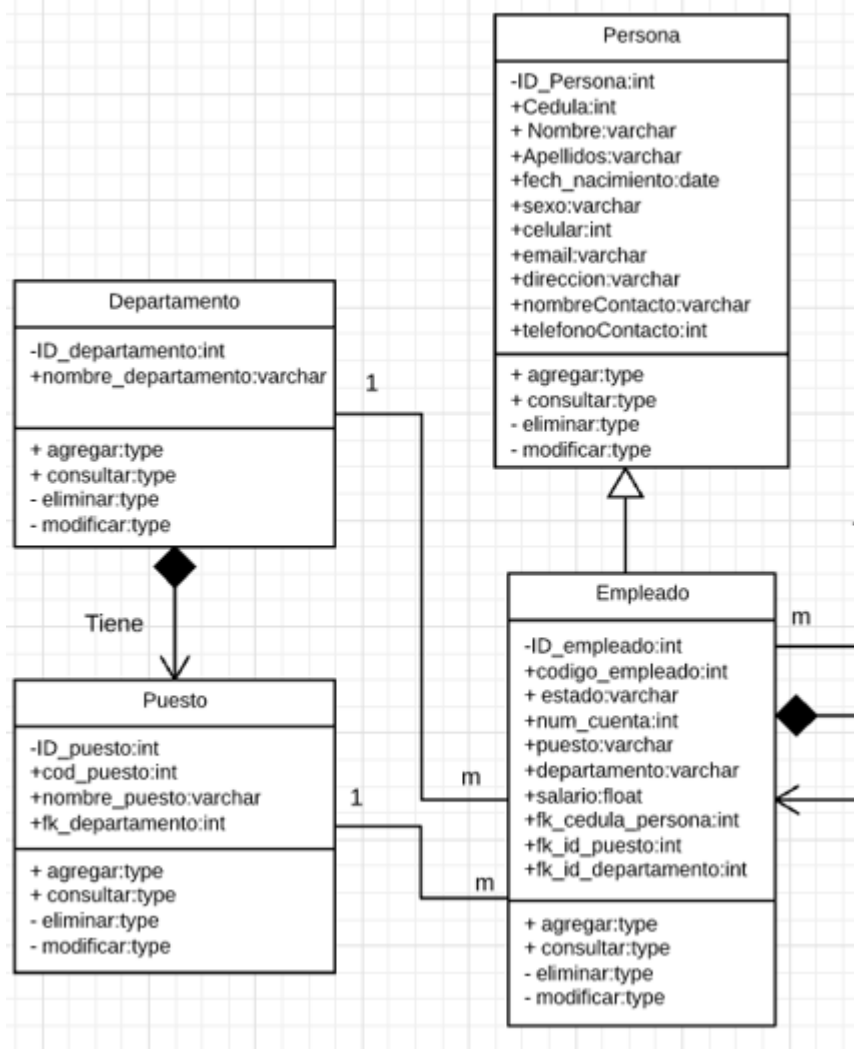 Persona
-ID_Persona:int
+Cedula:int
+ Nombre:varchar
+Apellidos:varchar
+fech_nacimiento:date
+sexo:varchar
+celular:int
+email:varchar
+direccion:varchar
+nombreContacto:varchar
+telefonoContacto:int
+ agregar:type
+ consultar:type
- eliminar:type
- modificar:type
Departamento
-ID_departamento:int
+nombre_departamento:varchar
+ agregar:type
+ consultar:type
- eliminar:type
- modificar:type
1
m
Tiene
Puesto
-ID_puesto:int
+cod_puesto:int
+nombre_puesto:varchar
+fk_departamento:int
+ agregar:type
+ consultar:type
- eliminar:type
- modificar:type
1
m
Empleado
-ID_empleado:int
+codigo_empleado:int
+ estado:varchar
+num_cuenta:int
+puesto:varchar
+departamento:varchar
+salario:float
+fk_cedula_persona:int
+fk_id_puesto:int
+fk_id_departamento:int
+ agregar:type
+ consultar:type
- eliminar:type
- modificar:type
m